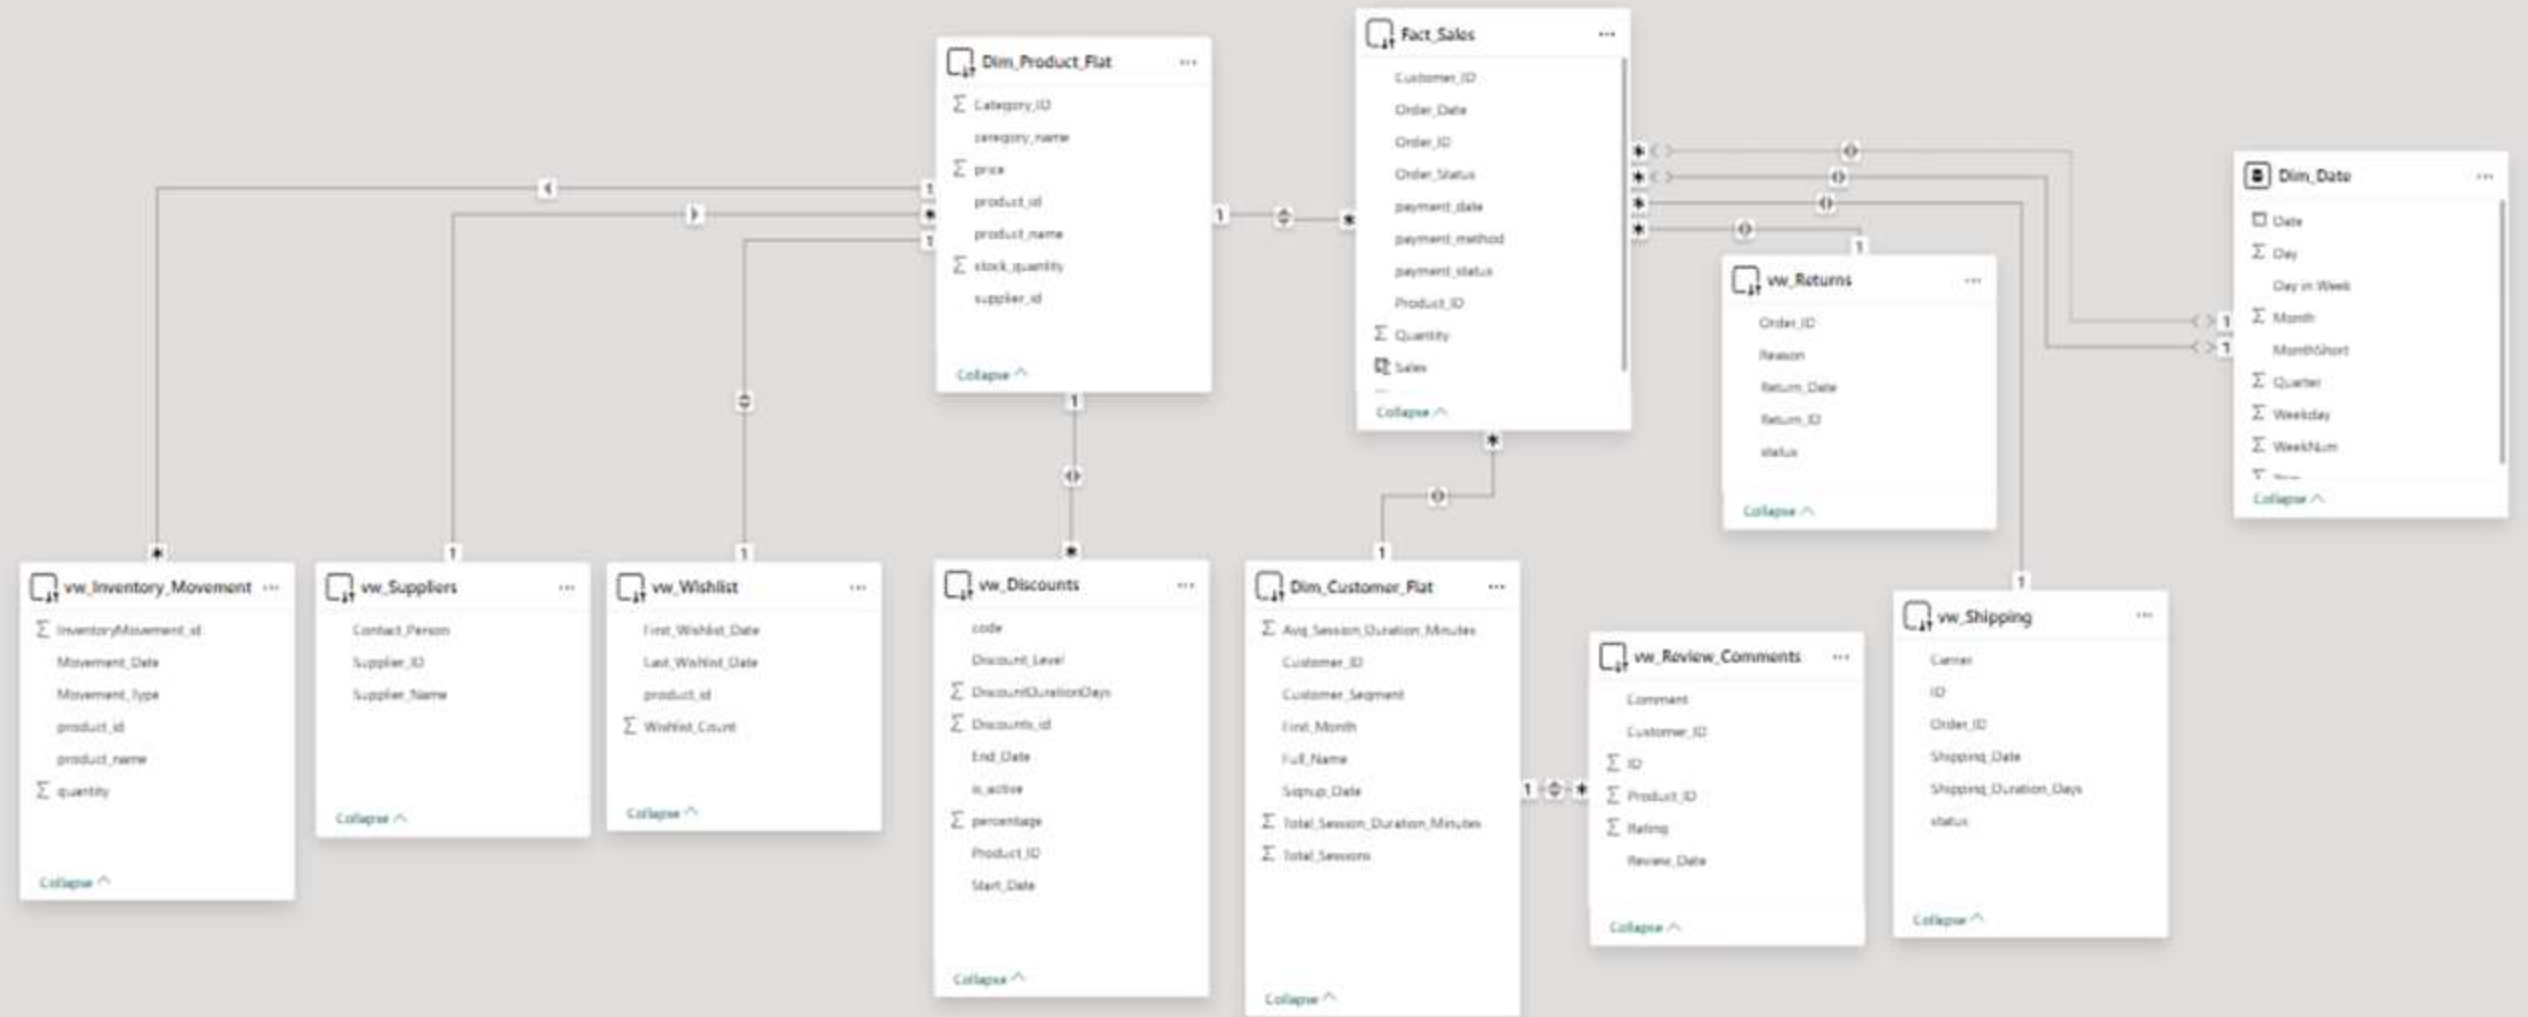 Dim_Product_Flat
Category_ID
category_name
price
product_id
product_name
stock_quantity
supplier_id
Collapse
Fact_Sales
Customer_ID
Order_Date
Order_ID
Order_Status
payment_date
payment_method
payment_status
Product_ID
Quantity
Sales
Collapse
vw_Returns
Order_ID
Reason
Return_Date
Return_ID
status
Collapse
Dim_Date
Date
Day
Day in Week
Month
MonthShort
Quarter
Weekday
WeekNum
Collapse
vw_Inventory_Movement
InventoryMovement_id
Movement_Date
Movement_Type
product_id
product_name
quantity
Collapse
vw_Suppliers
Contact_Person
Supplier_ID
Supplier_Name
Collapse
vw_Wishlist
First_Wishlist_Date
Last_Wishlist_Date
product_id
Wishlist_Count
Collapse
vw_Discounts
code
Discount_Level
DiscountDurationDays
Discounts_id
End_Date
is_active
percentage
Product_ID
Start_Date
Collapse
Dim_Customer_Flat
Avg_Session_Duration_Minutes
Customer_ID
Customer_Segment
First_Month
Full_Name
Signup_Date
Total_Session_Duration_Minutes
Total_Sessions
Collapse
vw_Review_Comments
Comment
Customer_ID
ID
Product_ID
Rating
Review_Date
Collapse
vw_Shipping
Carrier
ID
Order_ID
Shipping_Date
Shipping_Duration_Days
status
Collapse